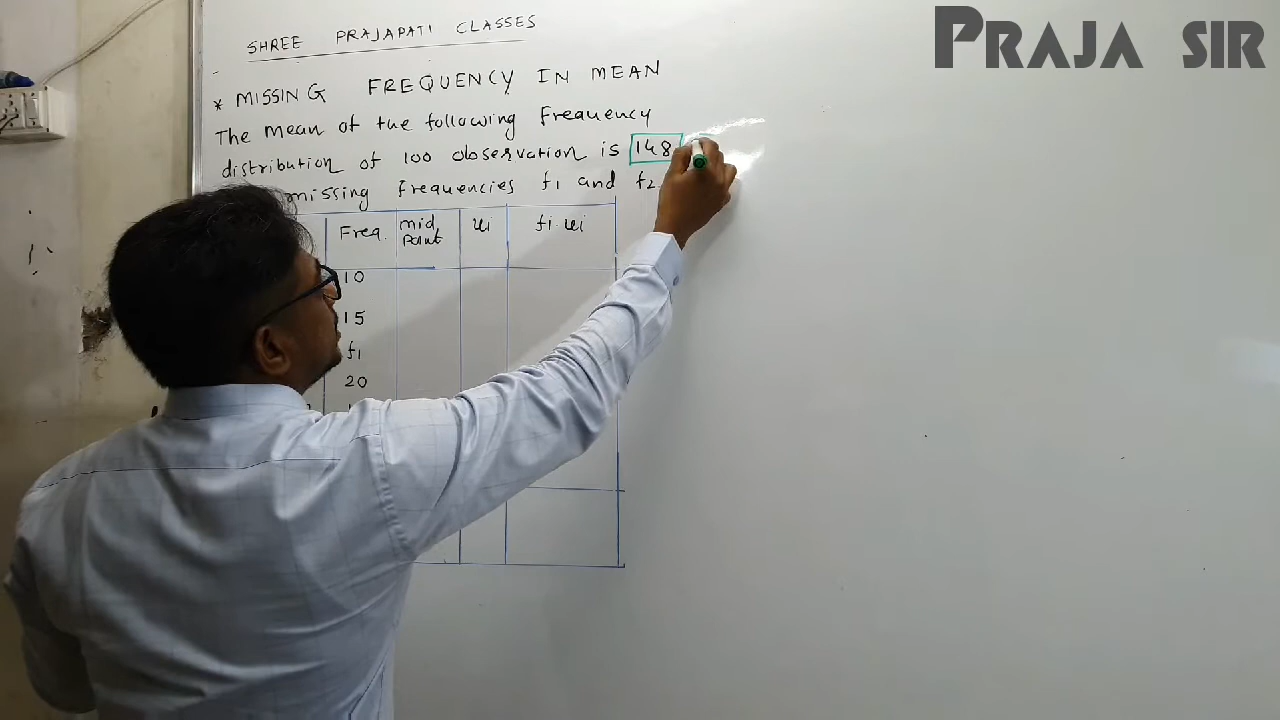 SHREE PRAJAPATI CLASSES
PRAJA SIR
* MISSING FREQUENCY IN MEAN
The mean of the following Frequency
distribution of 100 observation is 148
missing frequencies f1 and f2
Freq. mid point ui f1.ui
10
15
f1
20